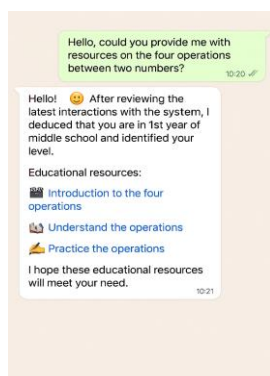 Hello, could you provide me with
resources on the four operations
between two numbers?
10:20
Hello! 😊 After reviewing the
latest interactions with the system, I
deduced that you are in 1st year of
middle school and identified your
level.
Educational resources:
🎬 Introduction to the four
operations
📖 Understand the operations
✍️ Practice the operations
I hope these educational resources
will meet your need.
10:21